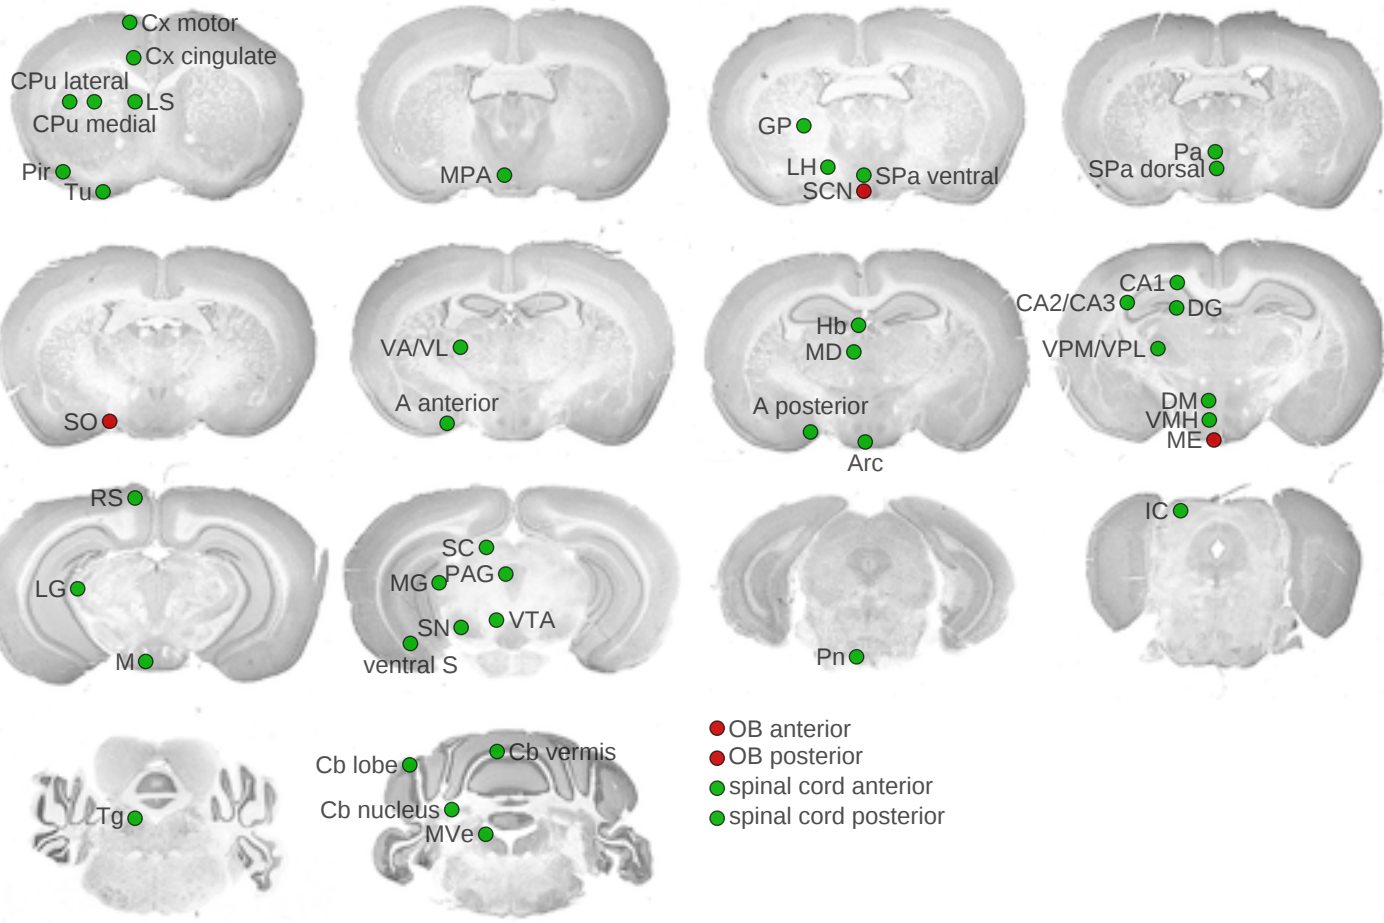 Cx motor
Cx cingulate
CPu lateral
LS
CPu medial
Pir
Tu
MPA
GP
LH
SPa ventral
SCN
Pa
SPa dorsal
SO
VA/VL
A anterior
Hb
MD
A posterior
Arc
CA1
CA2/CA3
DG
VPM/VPL
DM
VMH
ME
RS
LG
M
SC
MG
PAG
SN
VTA
ventral S
Pn
IC
Tg
Cb lobe
Cb vermis
Cb nucleus
MVe
OB anterior
OB posterior
spinal cord anterior
spinal cord posterior